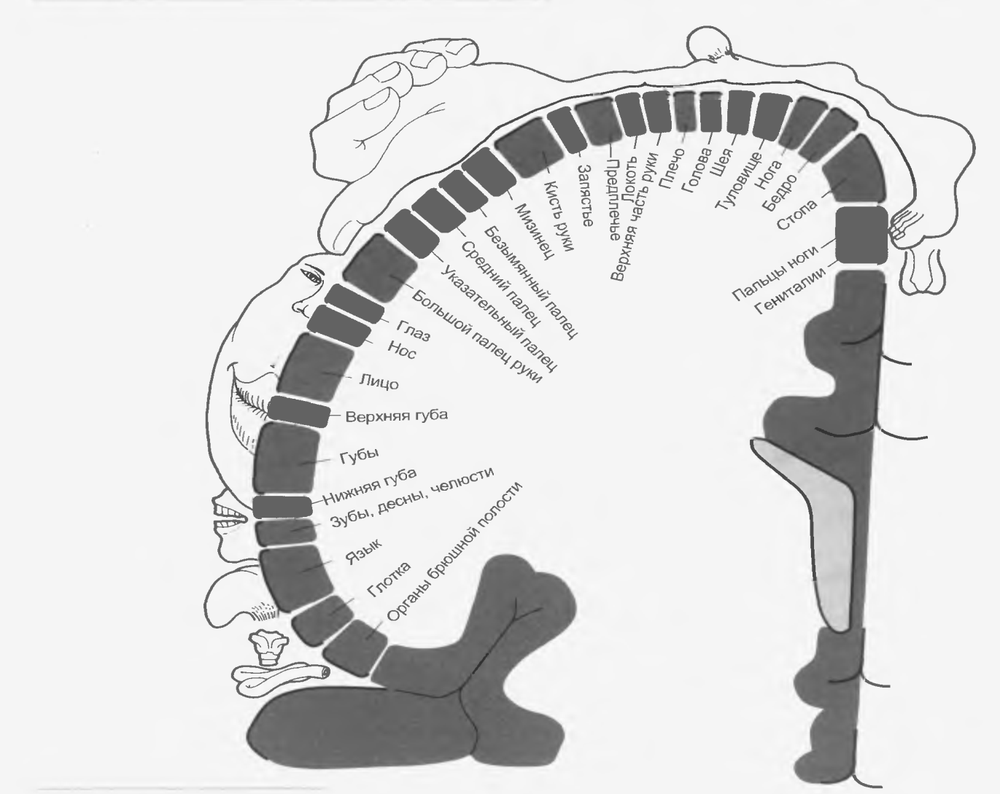 Глаз
Нос
Лицо
Верхняя губа
Губы
Нижняя губа
Зубы, десны, челюсти
Язык
Глотка
Органы брюшной полости
Большой палец руки
Указательный палец
Средний палец
Безымянный палец
Мизинец
Кисть руки
Запястье
Предплечье
Локоть
Верхняя часть руки
Плечо
Голова
Шея
Туловище
Нога
Бедро
Стопа
Пальцы ноги
Гениталии